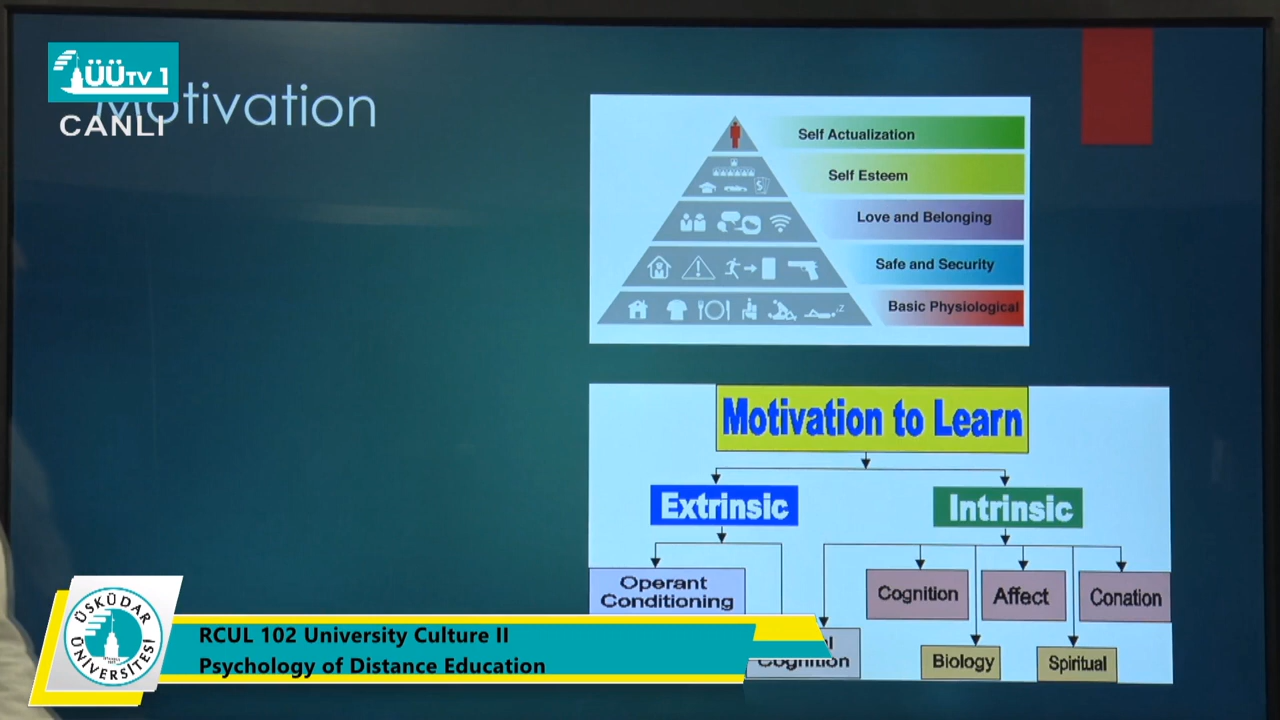 ÜÜTV 1
CANLI
Motivation
Self Actualization
Self Esteem
Love and Belonging
Safe and Security
Basic Physiological
Motivation to Learn
Extrinsic
Intrinsic
Operant
Conditioning
Cognition
Affect
Conation
Cognition
Biology
Spiritual
ÜSKÜDAR
ÜNİVERSİTESİ
RCUL 102 University Culture II
Psychology of Distance Education